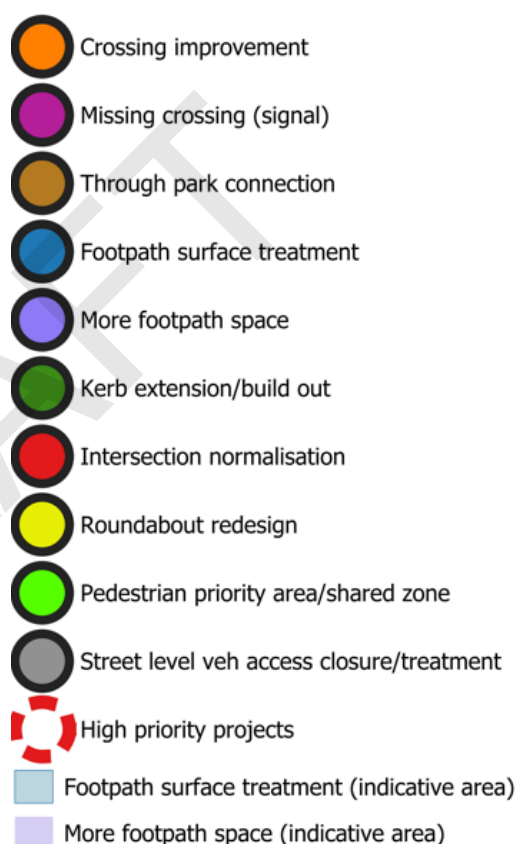 Crossing improvement
Missing crossing (signal)
Through park connection
Footpath surface treatment
More footpath space
Kerb extension/build out
Intersection normalisation
Roundabout redesign
Pedestrian priority area/shared zone
Street level veh access closure/treatment
High priority projects
Footpath surface treatment (indicative area)
More footpath space (indicative area)